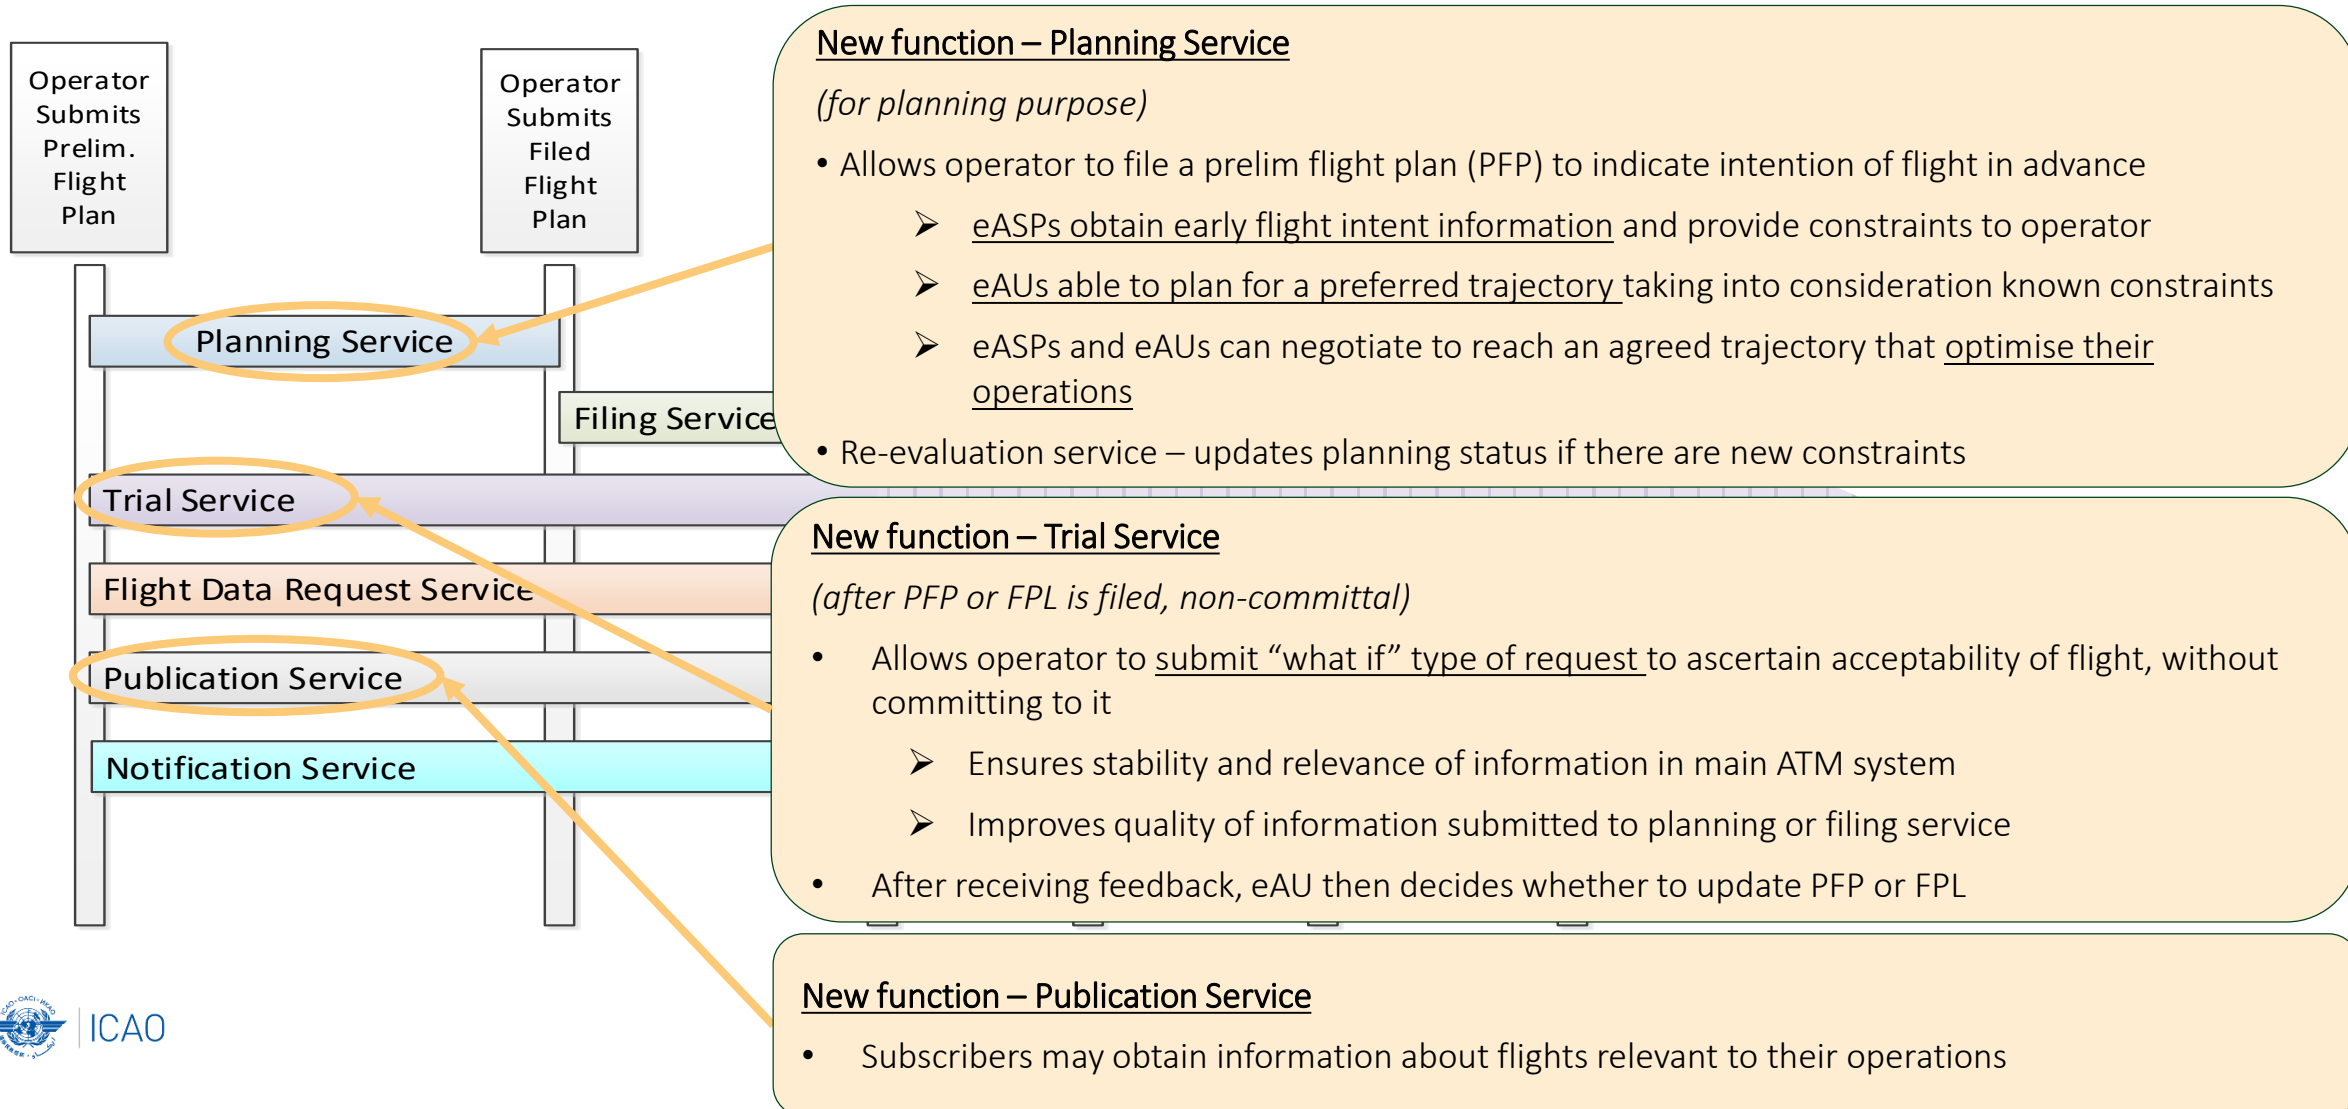 Operator
Submits
Prelim.
Flight
Plan
Operator
Submits
Filed
Flight
Plan
Planning Service
Filing Service
Trial Service
Flight Data Request Service
Publication Service
Notification Service
New function – Planning Service
(for planning purpose)
• Allows operator to file a prelim flight plan (PFP) to indicate intention of flight in advance
➢ eASPs obtain early flight intent information and provide constraints to operator
➢ eAUs able to plan for a preferred trajectory taking into consideration known constraints
➢ eASPs and eAUs can negotiate to reach an agreed trajectory that optimise their
operations
• Re-evaluation service – updates planning status if there are new constraints
New function – Trial Service
(after PFP or FPL is filed, non-committal)
• Allows operator to submit “what if” type of request to ascertain acceptability of flight, without
committing to it
➢ Ensures stability and relevance of information in main ATM system
➢ Improves quality of information submitted to planning or filing service
• After receiving feedback, eAU then decides whether to update PFP or FPL
New function – Publication Service
• Subscribers may obtain information about flights relevant to their operations
ICAO